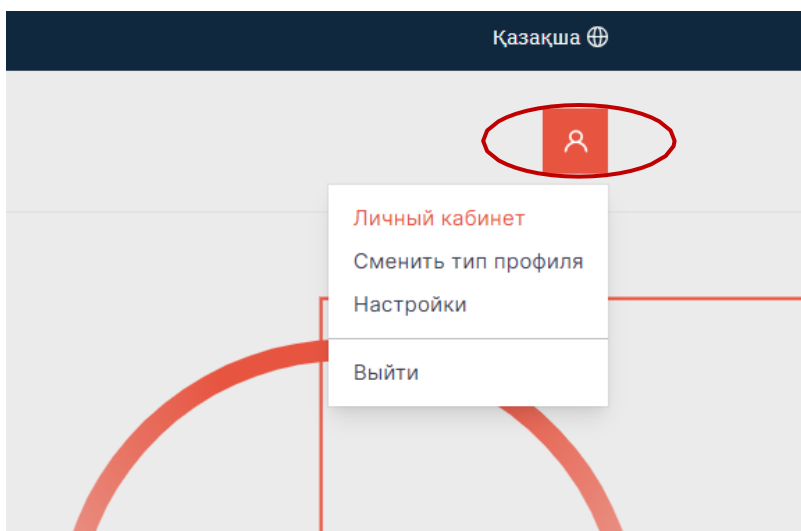 Қазақша
Личный кабинет
Сменить тип профиля
Настройки
Выйти